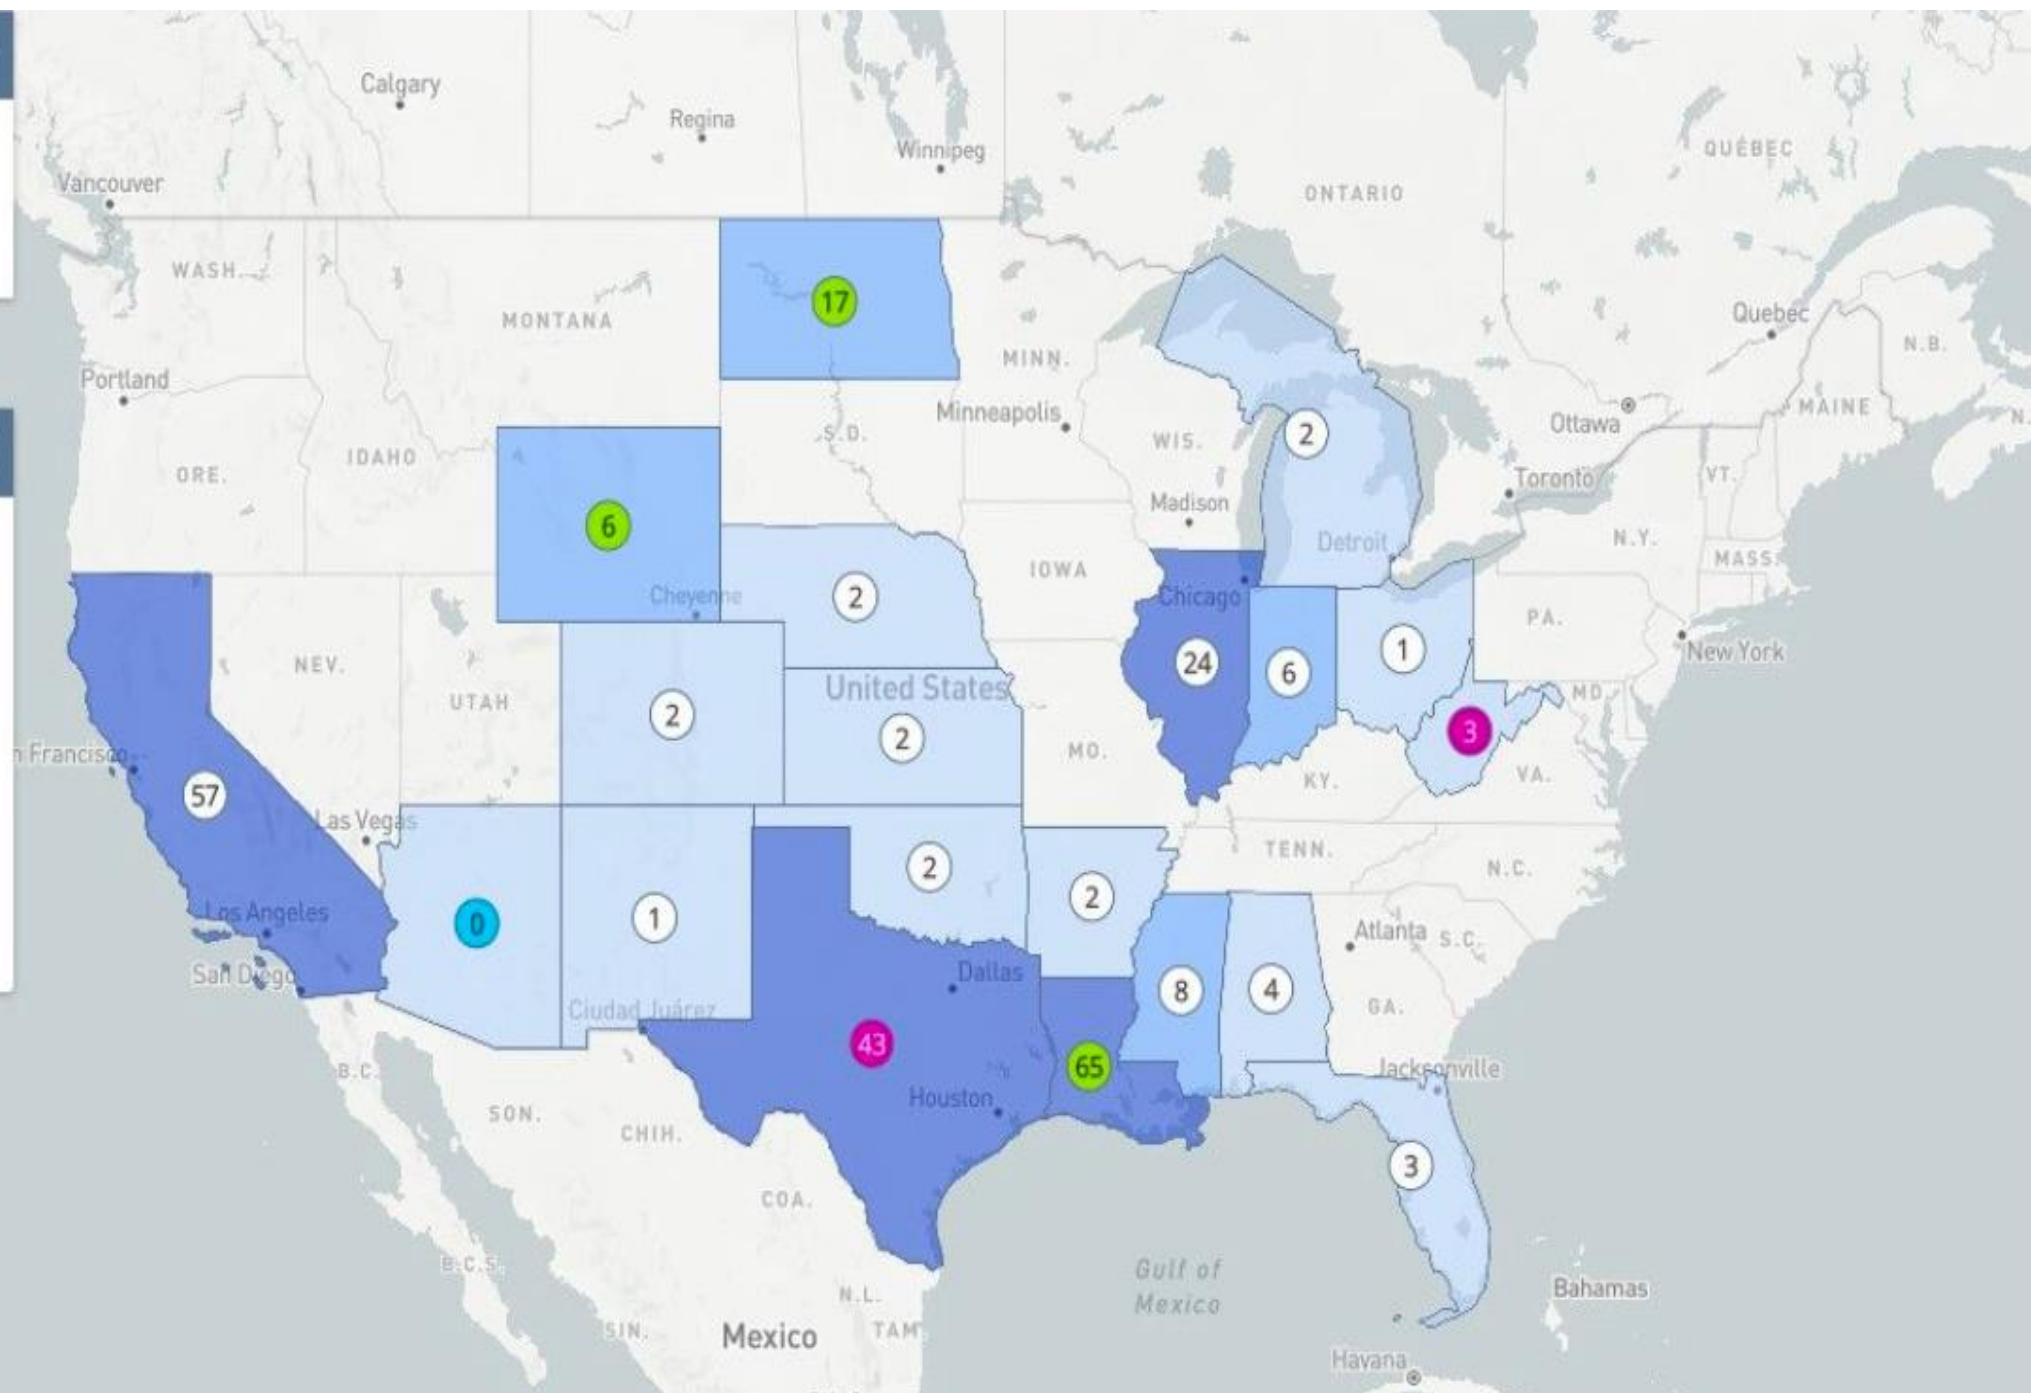 Calgary
Regina
Winnipeg
QUÉBEC
Vancouver
ONTARIO
WASH.
17
MONTANA
Quebec
N.B.
MINN.
Portland
Minneapolis
Ottawa
MAINE
N.
S.D.
WIS.
2
IDAHO
ORE.
Toronto
VT.
Madison
6
Detroit
N.Y.
MASS.
IOWA
Cheyenne
2
Chicago
PA.
1
New York
24
6
NEV.
United States
MD.
UTAH
2
2
3
n Francisco
MO.
KY.
VA.
57
Las Vegas
TENN.
N.C.
2
2
Los Angeles
0
1
Atlanta
S.C.
San Diego
Dallas
8
4
Ciudad Juárez
GA.
43
65
Jacksonville
B.C.
Houston
SON.
CHIH.
3
COA.
B.C.S.
Gulf of
Mexico
Bahamas
N.L.
SIN.
Mexico
TAM.
Havana